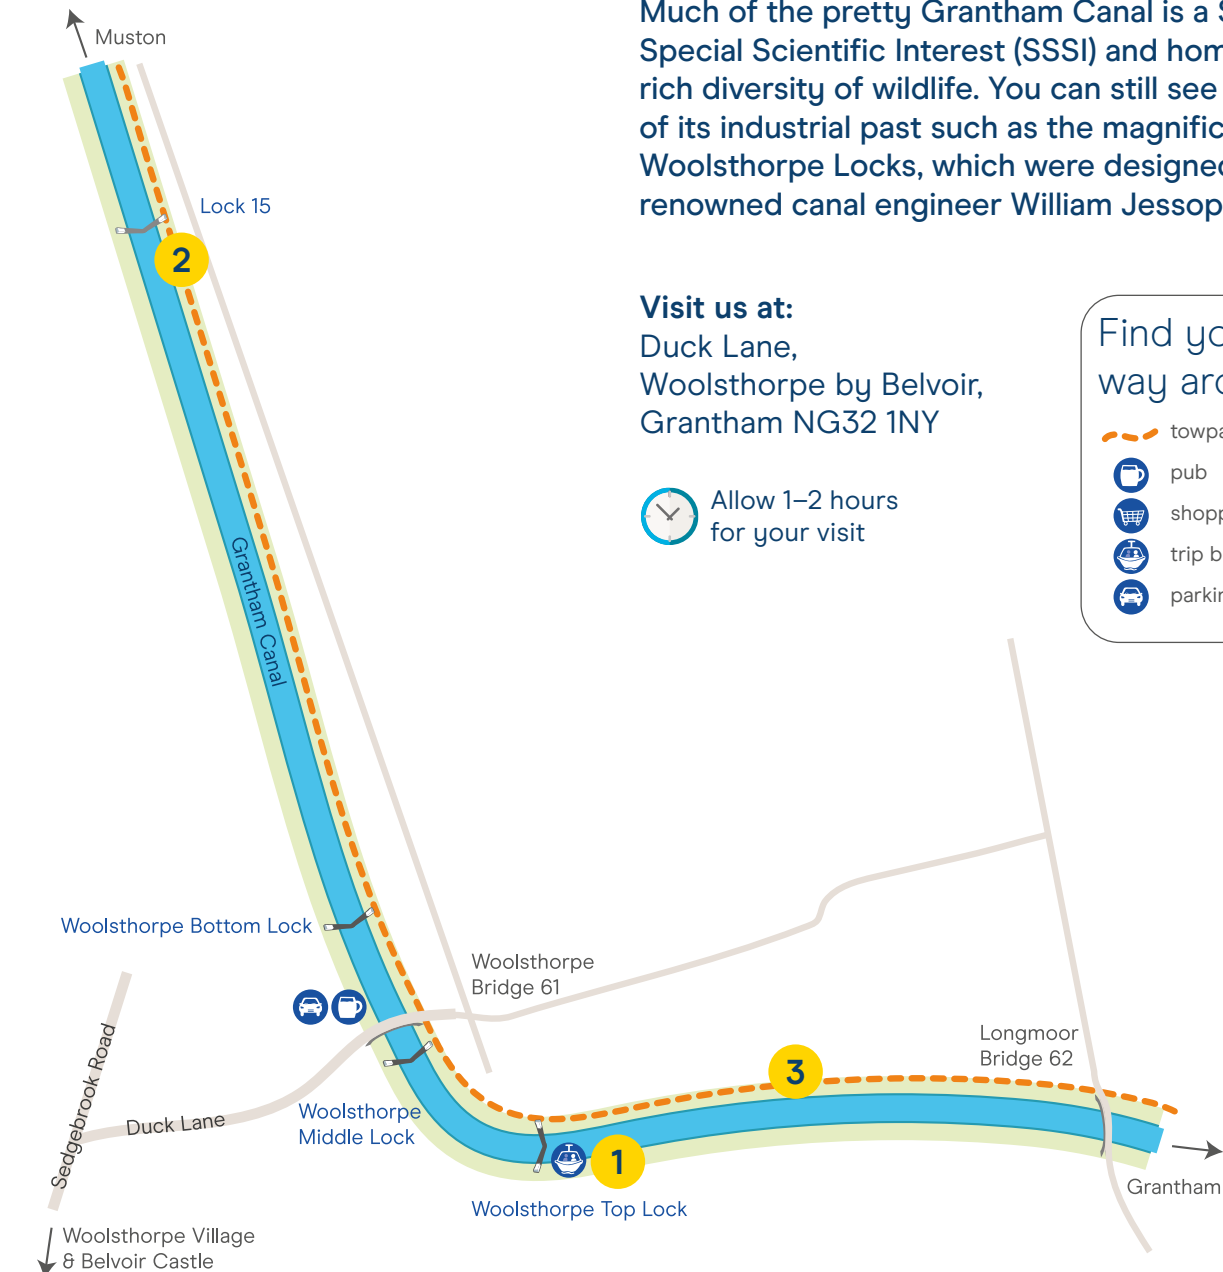 Much of the pretty Grantham Canal is a S
Special Scientific Interest (SSSI) and hom
rich diversity of wildlife. You can still see
of its industrial past such as the magnific
Woolsthorpe Locks, which were designed
renowned canal engineer William Jessop
Visit us at:
Duck Lane,
Woolsthorpe by Belvoir,
Grantham NG32 1NY
Allow 1–2 hours
for your visit
Find yo
way aro
towpa
pub
shopp
trip b
parkin
Muston
Lock 15
2
Grantham Canal
Woolsthorpe Bottom Lock
Woolsthorpe
Bridge 61
Longmoor
Bridge 62
3
Sedgebrook Road
Duck Lane
Woolsthorpe
Middle Lock
1
Woolsthorpe Top Lock
Grantham
Woolsthorpe Village
& Belvoir Castle